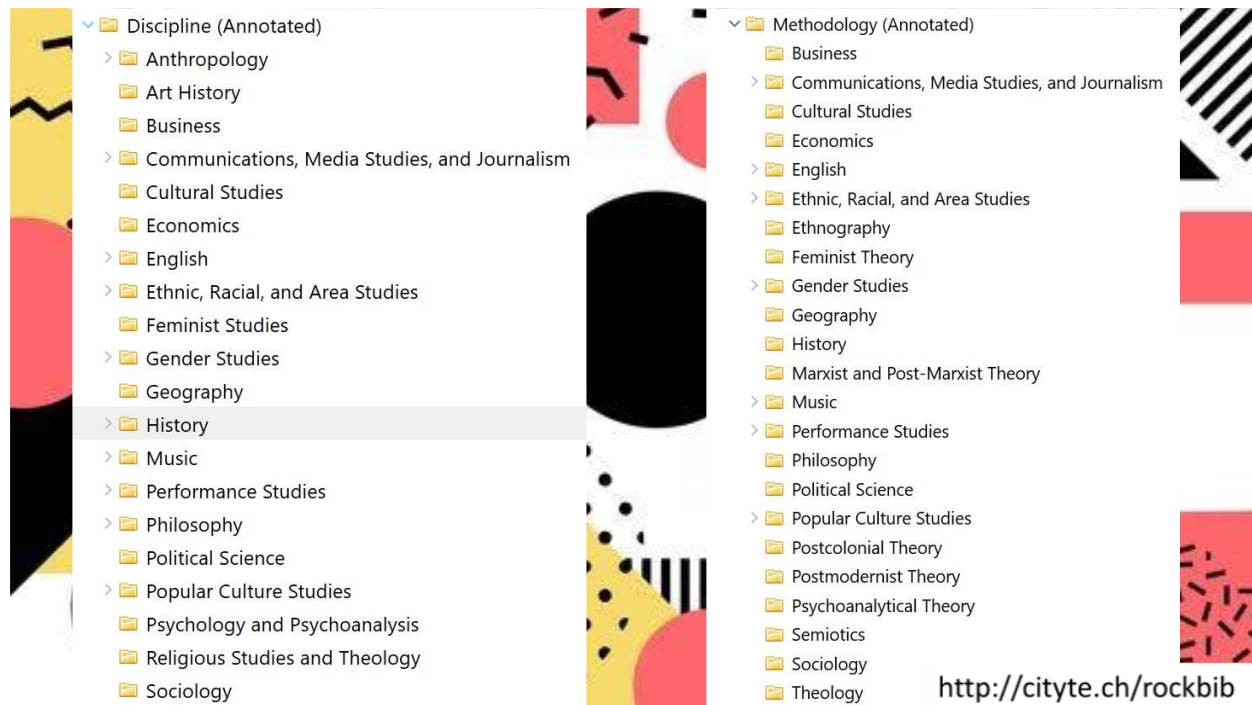 Discipline (Annotated)
Anthropology
Art History
Business
Communications, Media Studies, and Journalism
Cultural Studies
Economics
English
Ethnic, Racial, and Area Studies
Feminist Studies
Gender Studies
Geography
History
Music
Performance Studies
Philosophy
Political Science
Popular Culture Studies
Psychology and Psychoanalysis
Religious Studies and Theology
Sociology
Methodology (Annotated)
Business
Communications, Media Studies, and Journalism
Cultural Studies
Economics
English
Ethnic, Racial, and Area Studies
Ethnography
Feminist Theory
Gender Studies
Geography
History
Marxist and Post-Marxist Theory
Music
Performance Studies
Philosophy
Political Science
Popular Culture Studies
Postcolonial Theory
Postmodernist Theory
Psychoanalytical Theory
Semiotics
Sociology
Theology
http://cityte.ch/rockbib